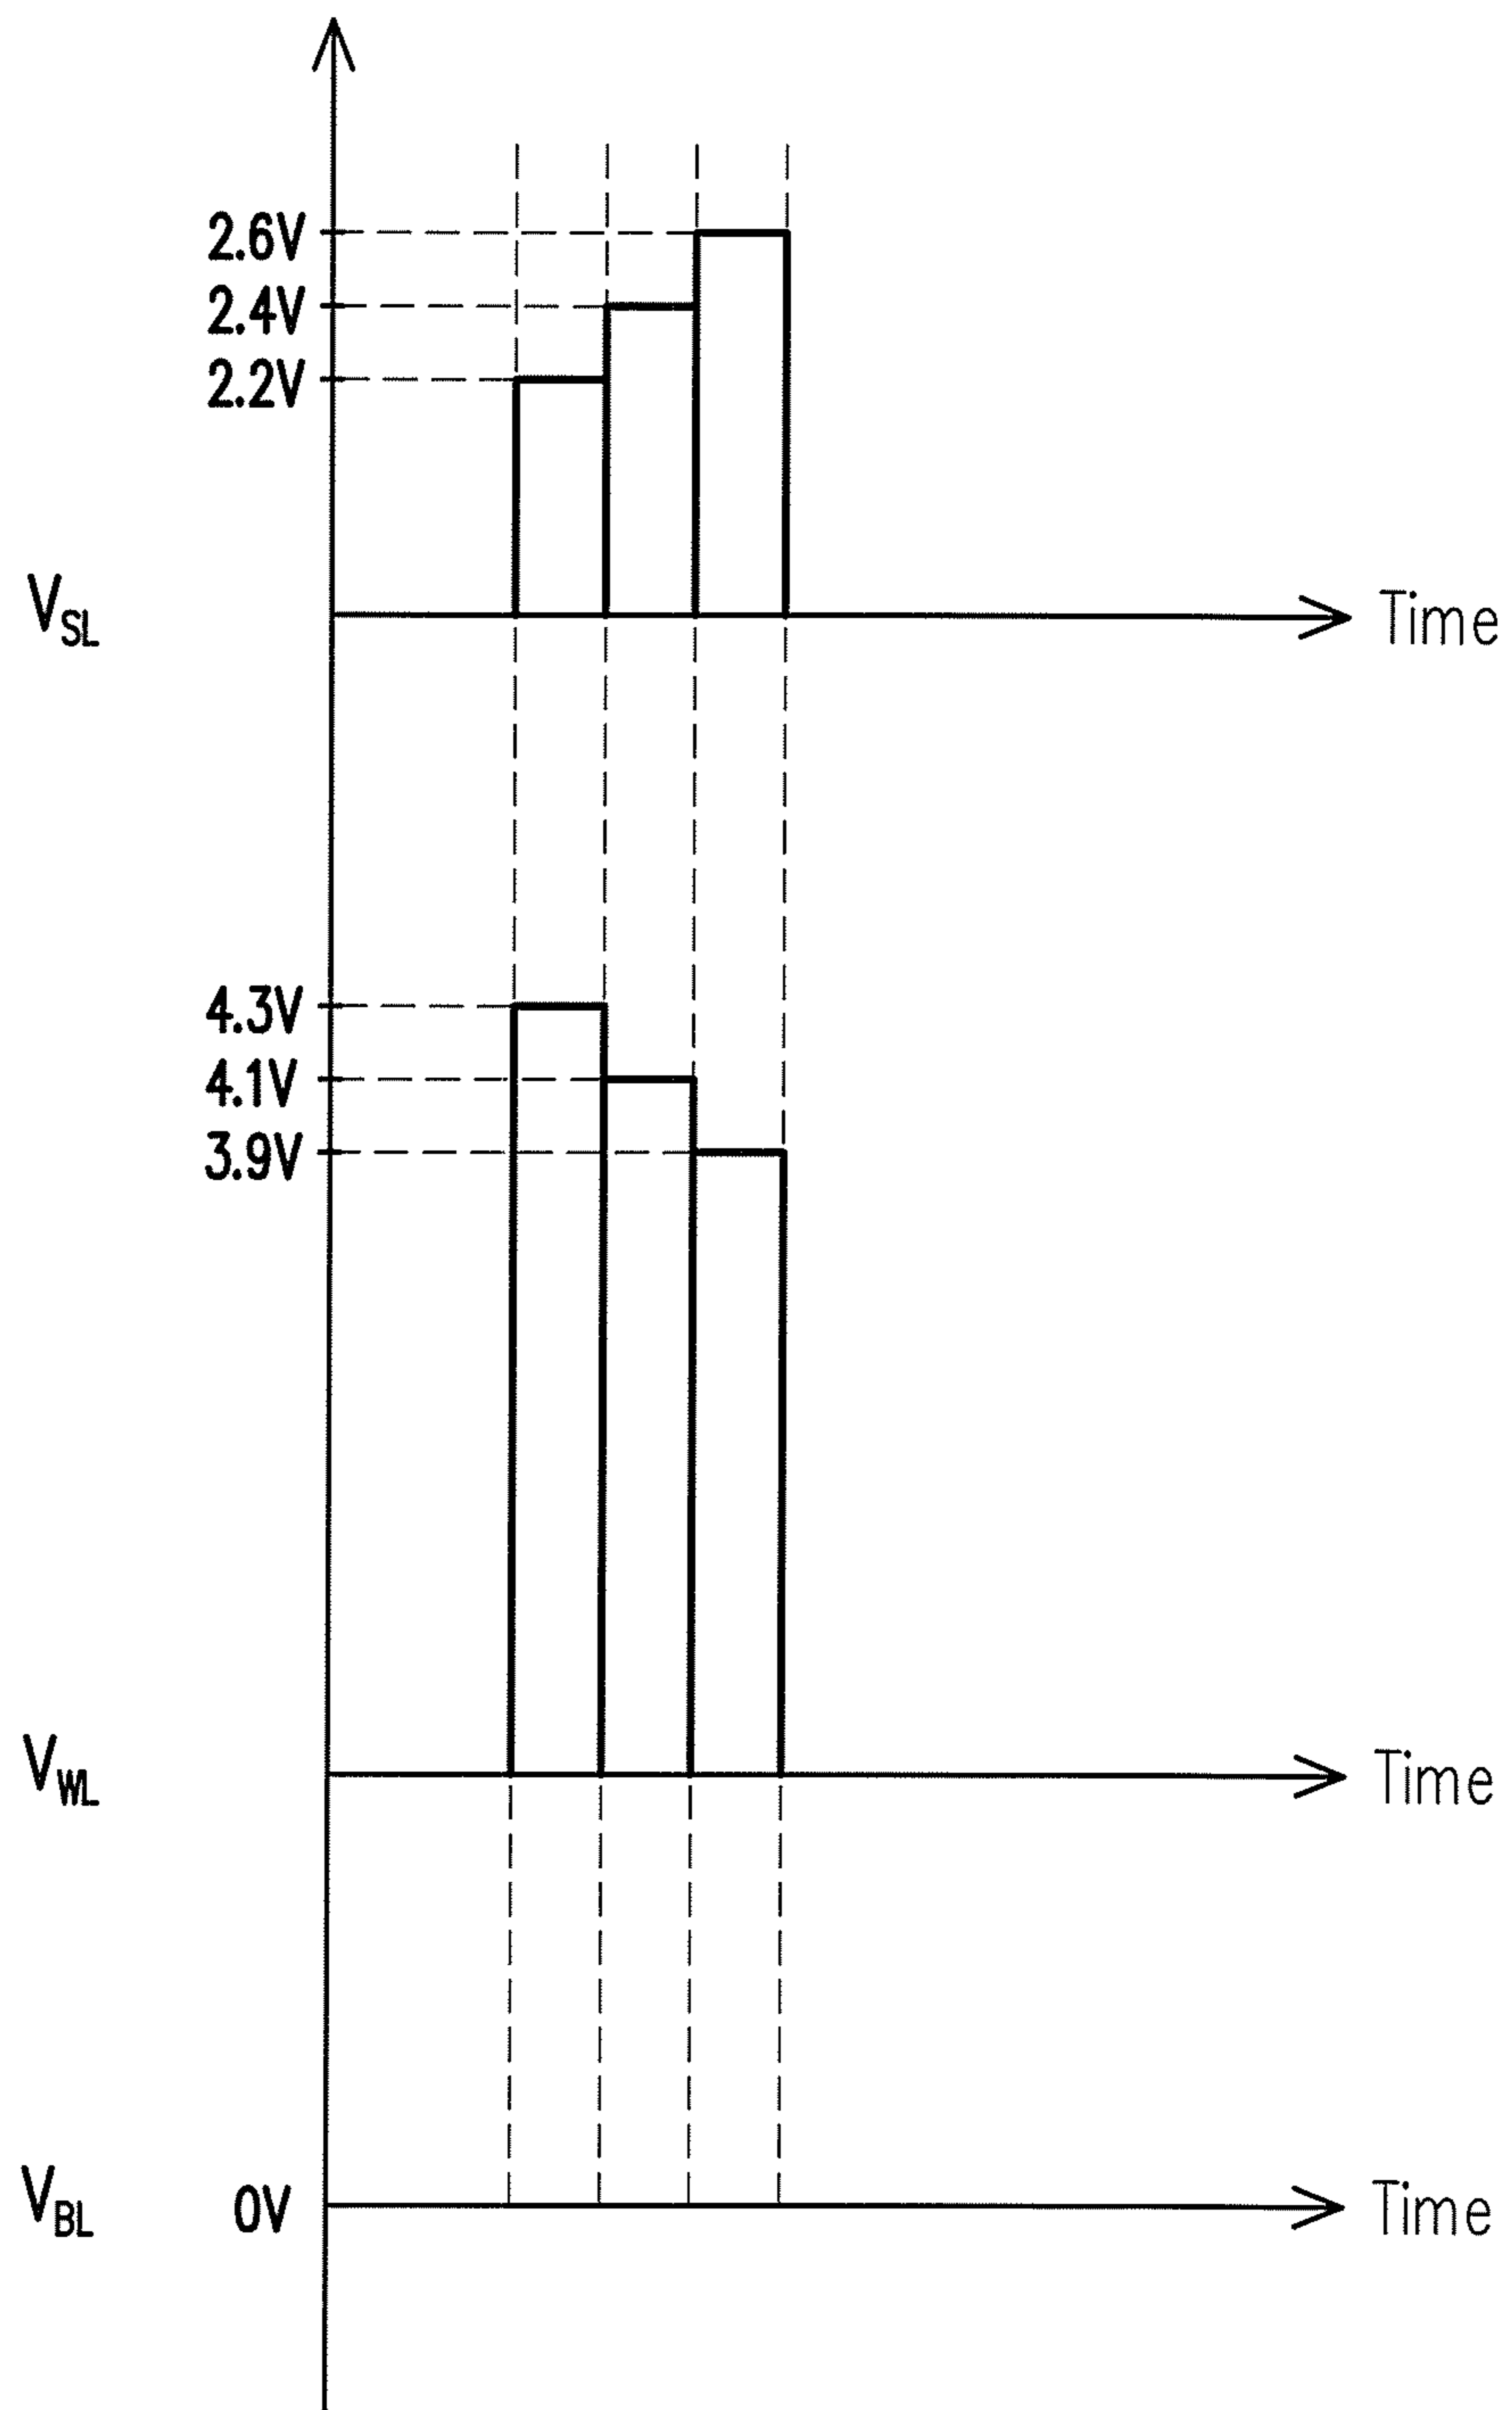 2.6V
2.4V
2.2V
V_SL
Time
4.3V
4.1V
3.9V
V_WL
Time
V_BL
0V
Time